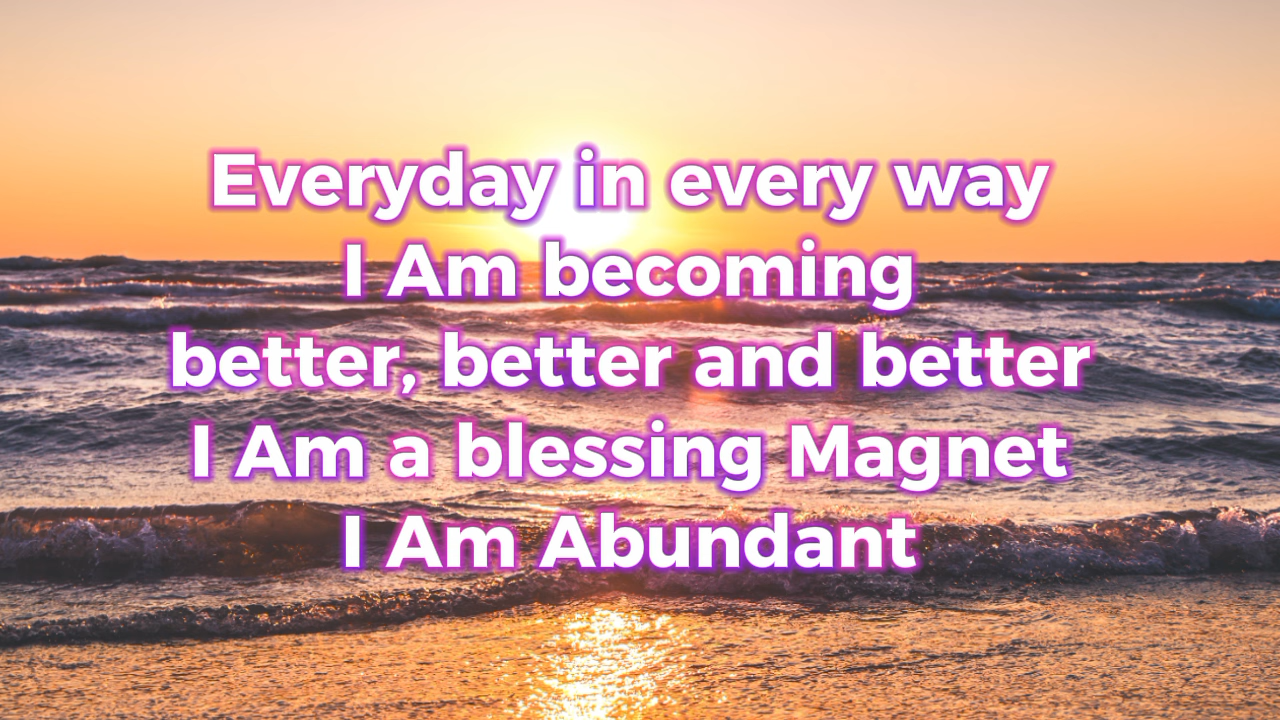 Everyday in every way
I Am becoming
better, better and better
I Am a blessing Magnet
I Am Abundant